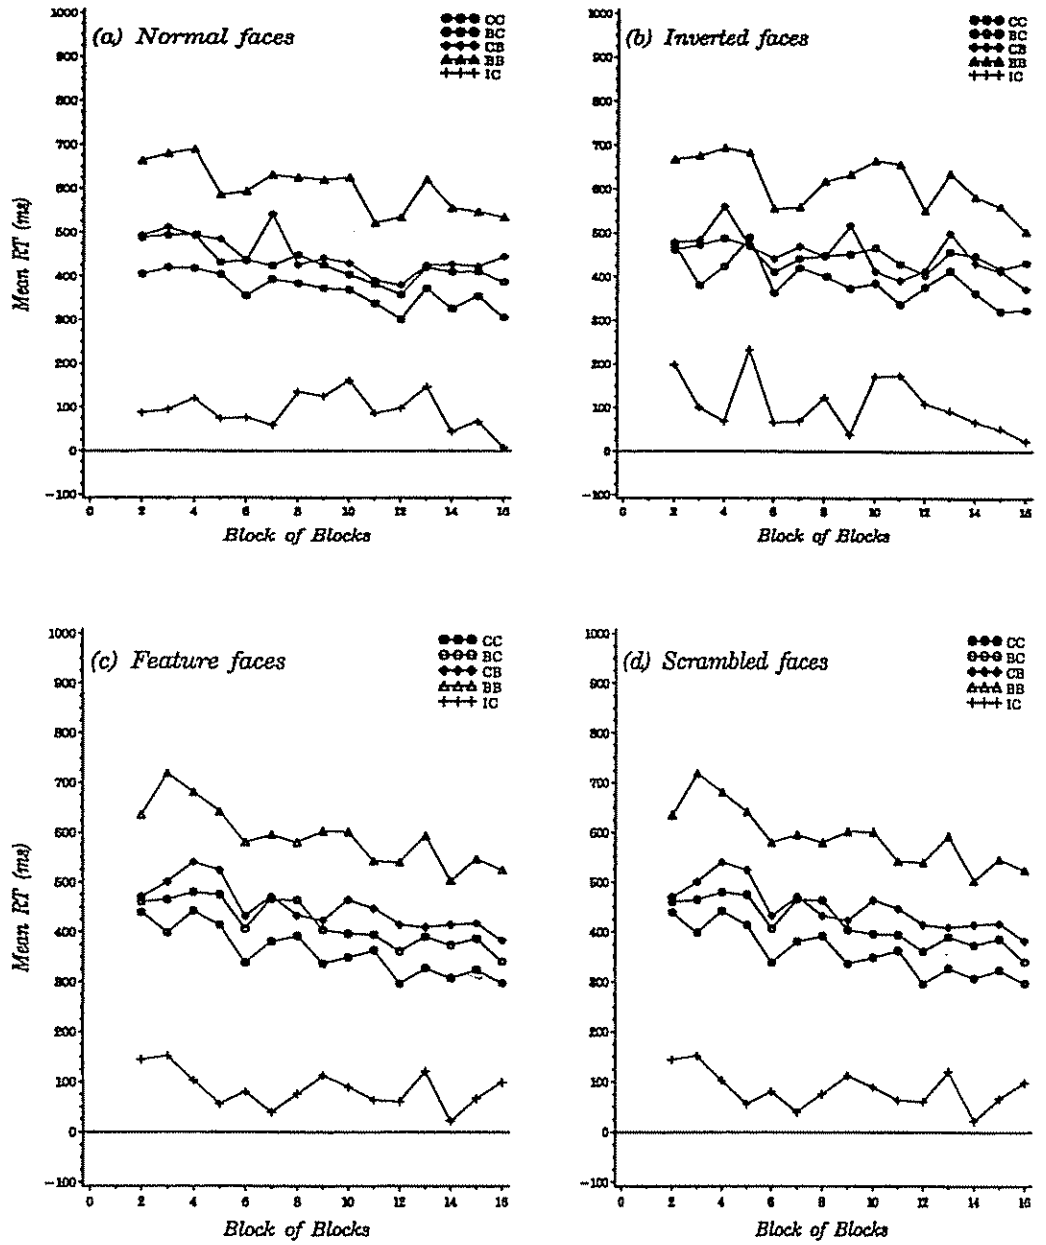 (a) Normal faces
CC
BC
CB
BB
IC
1000
900
800
700
600
500
400
300
200
100
0
−100
0 2 4 6 8 10 12 14 16
Mean RT (ms)
Block of Blocks
(b) Inverted faces
CC
BC
CB
BB
IC
1000
900
800
700
600
500
400
300
200
100
0
−100
0 2 4 6 8 10 12 14 16
Block of Blocks
(c) Feature faces
CC
BC
CB
BB
IC
1000
900
800
700
600
500
400
300
200
100
0
−100
0 2 4 6 8 10 12 14 16
Mean RT (ms)
Block of Blocks
(d) Scrambled faces
CC
BC
CB
BB
IC
1000
900
800
700
600
500
400
300
200
100
0
−100
0 2 4 6 8 10 12 14 16
Block of Blocks